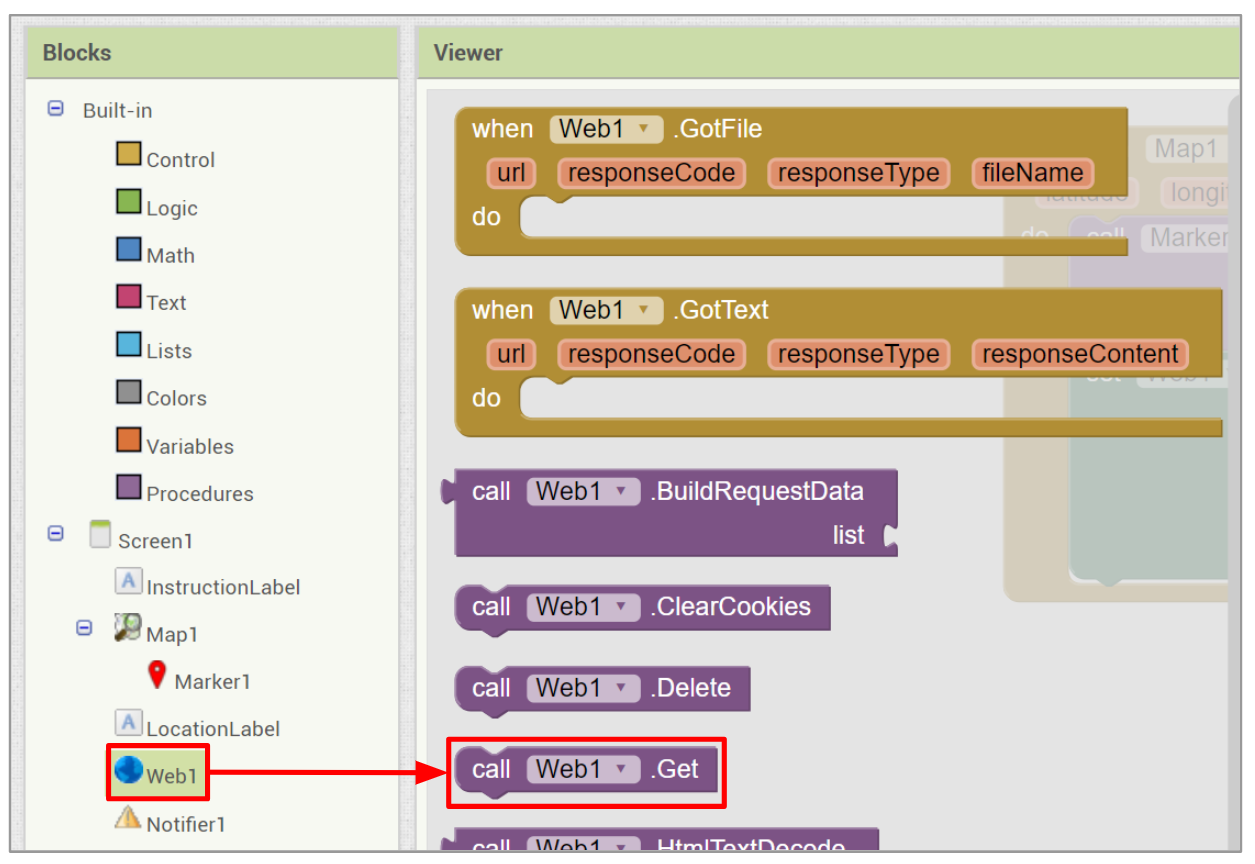 Blocks
Built-in
Control
Logic
Math
Text
Lists
Colors
Variables
Procedures
Screen1
InstructionLabel
Map1
Marker1
LocationLabel
Web1
Notifier1
Viewer
when Web1 .GotFile
url responseCode responseType fileName
do
when Web1 .GotText
url responseCode responseType responseContent
do
call Web1 .BuildRequestData
list
call Web1 .ClearCookies
call Web1 .Delete
call Web1 .Get
call Web1 .HtmlTextDecode
Map1
latitude longi
do call Marker
set Web1